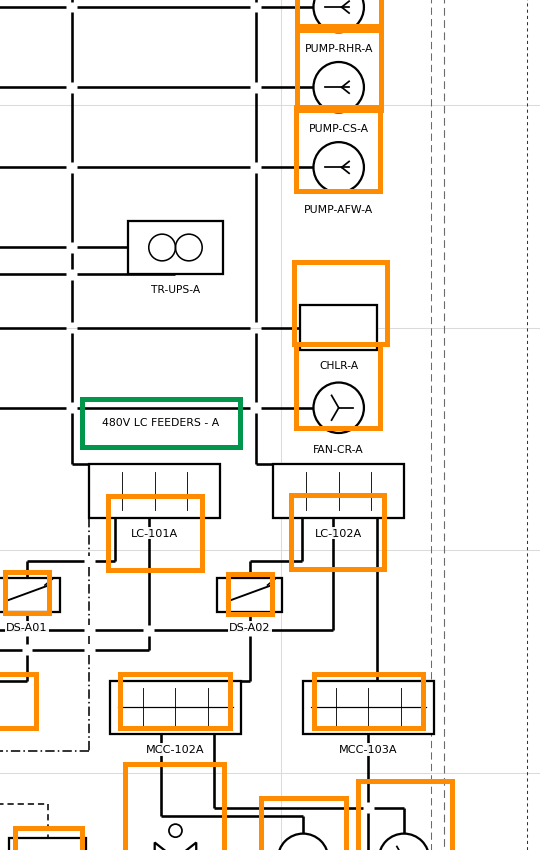 PUMP-RHR-A
PUMP-CS-A
PUMP-AFW-A
TR-UPS-A
CHLR-A
480V LC FEEDERS - A
FAN-CR-A
LC-101A
LC-102A
DS-A01
DS-A02
MCC-102A
MCC-103A